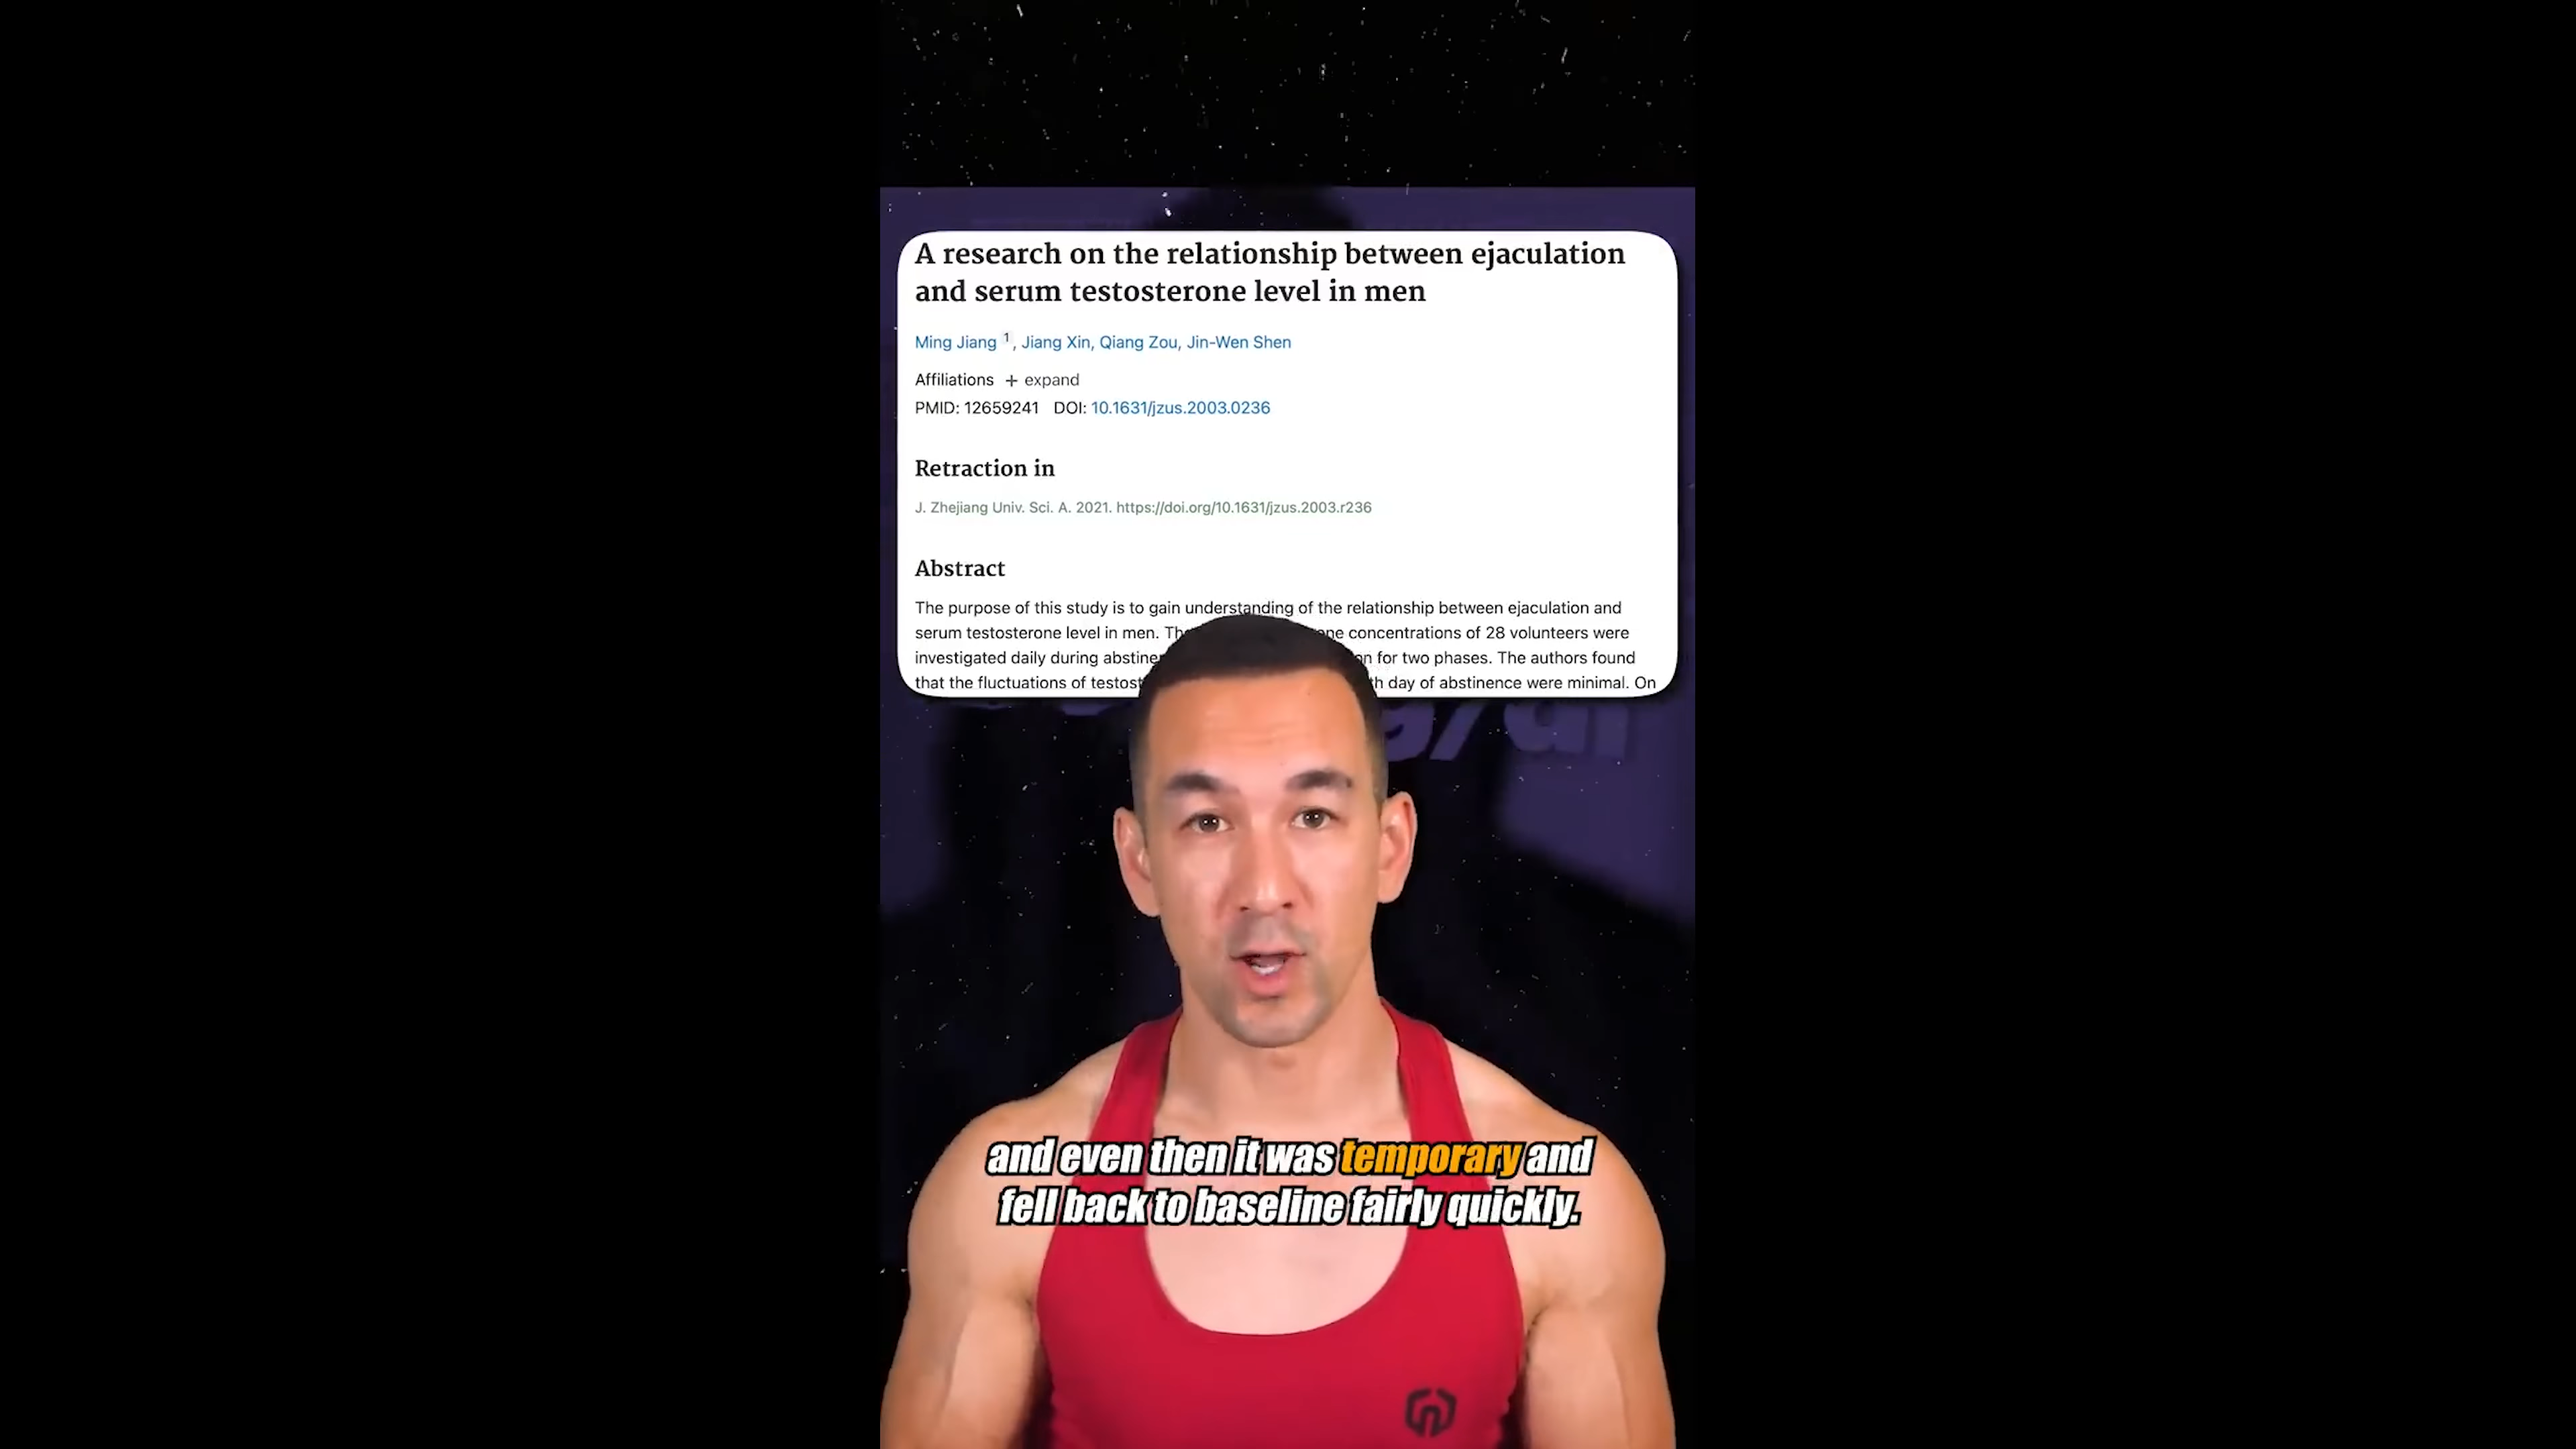 A research on the relationship between ejaculation
and serum testosterone level in men
Ming Jiang 1, Jiang Xin, Qiang Zou, Jin-Wen Shen
Affiliations + expand
PMID: 12659241 DOI: 10.1631/jzus.2003.0236
Retraction in
J. Zhejiang Univ. Sci. A. 2021. https://doi.org/10.1631/jzus.2003.r236
Abstract
The purpose of this study is to gain understanding of the relationship between ejaculation and
serum testosterone level in men. concentrations of 28 volunteers were
investigated daily during for two phases. The authors found
that the fluctuations of day of abstinence were minimal. On
and even then it was temporary and
fell back to baseline fairly quickly.